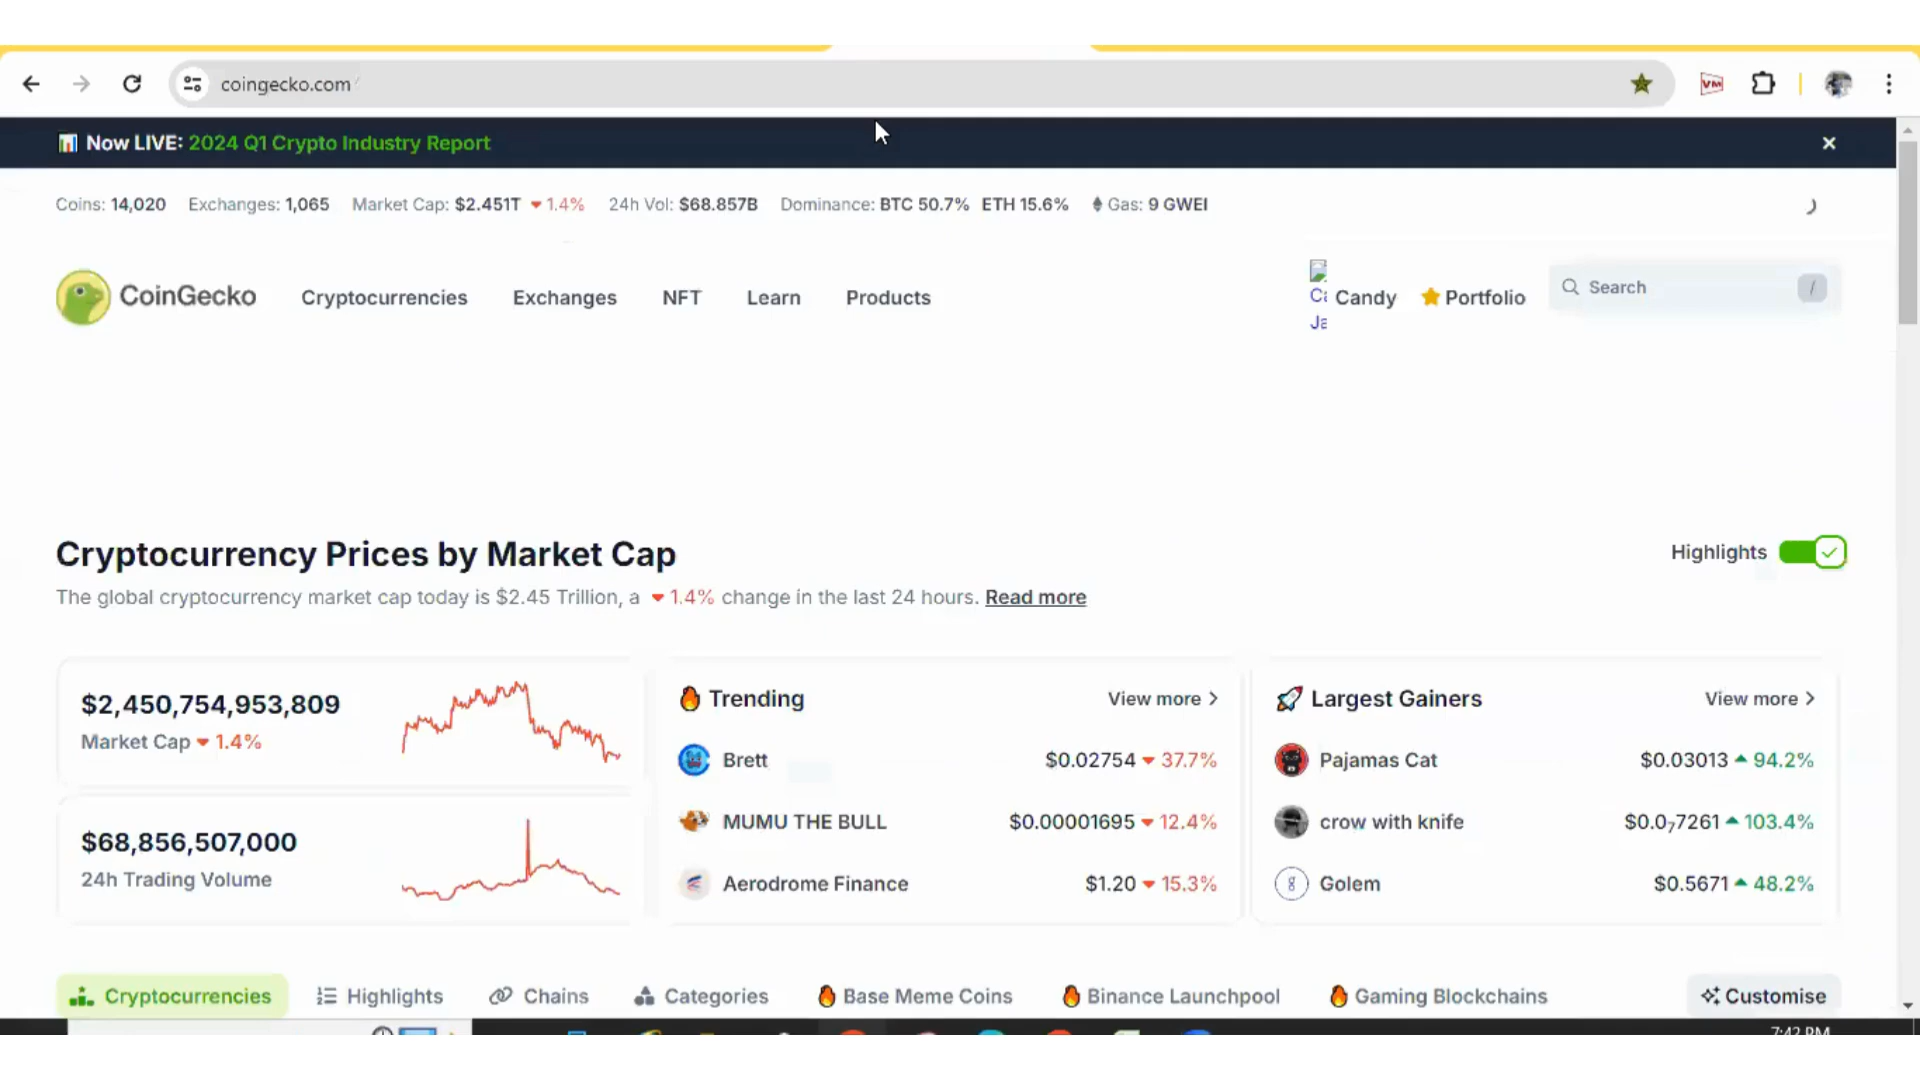 coingecko.com
VM
Now LIVE: 2024 Q1 Crypto Industry Report
Coins: 14,020 Exchanges: 1,065 Market Cap: $2.451T 1.4% 24h Vol: $68.857B Dominance: BTC 50.7% ETH 15.6% Gas: 9 GWEI
CoinGecko Cryptocurrencies Exchanges NFT Learn Products Candy Portfolio Search /
Ja
Cryptocurrency Prices by Market Cap
Highlights
The global cryptocurrency market cap today is $2.45 Trillion, a 1.4% change in the last 24 hours. Read more
$2,450,754,953,809
Market Cap 1.4%
$68,856,507,000
24h Trading Volume
Trending View more
Brett $0.02754 37.7%
MUMU THE BULL $0.00001695 12.4%
Aerodrome Finance $1.20 15.3%
Largest Gainers View more
Pajamas Cat $0.03013 94.2%
crow with knife $0.0₇7261 103.4%
Golem $0.5671 48.2%
Cryptocurrencies Highlights Chains Categories Base Meme Coins Binance Launchpool Gaming Blockchains Customise
7:42 PM